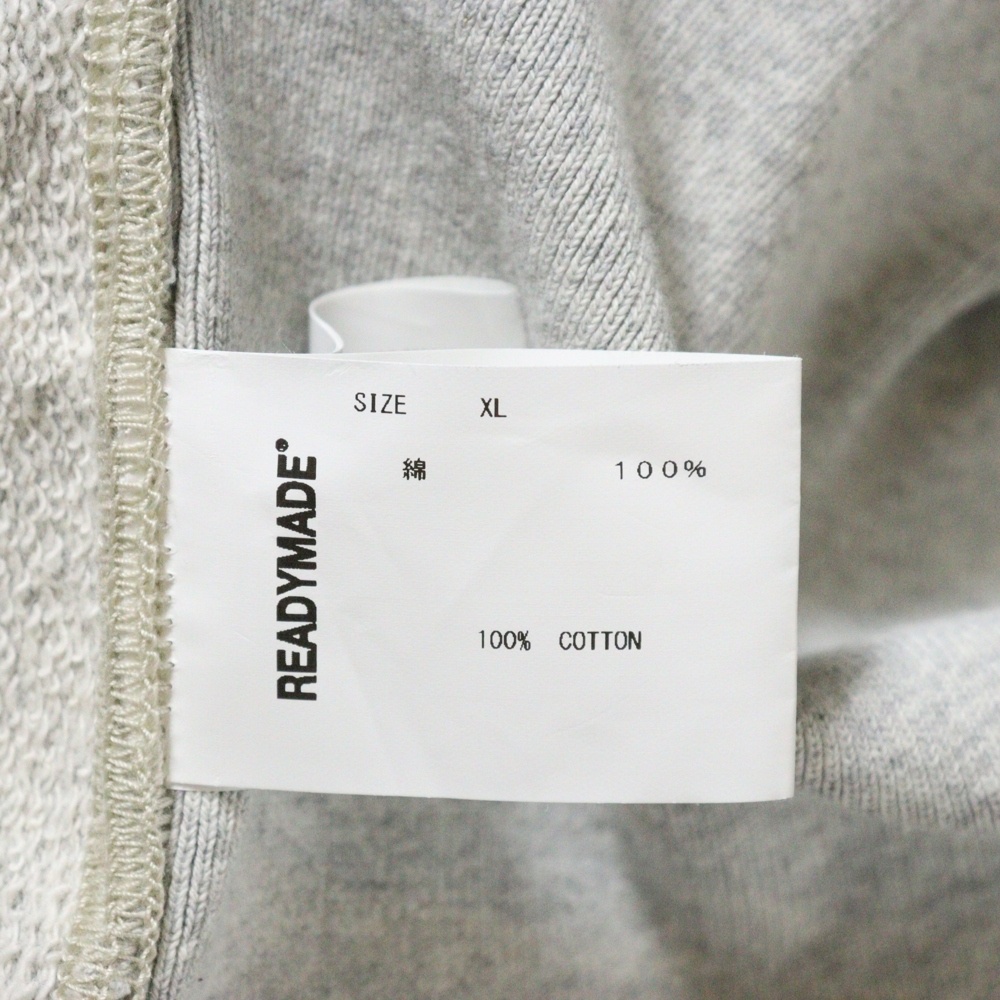 SIZE XL
綿 100%
READYMADE®
100% COTTON